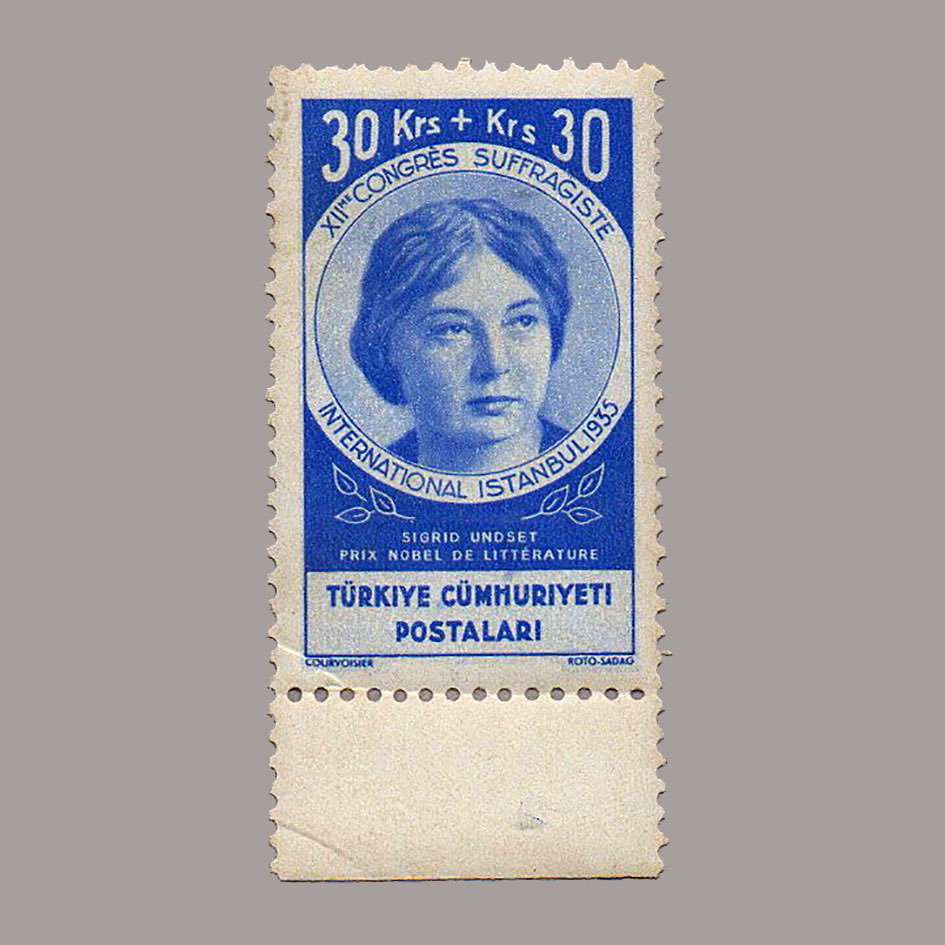 30 Krs + Krs 30
XIIME CONGRÈS SUFFRAGISTE
INTERNATIONAL ISTANBUL 1935
SIGRID UNDSET
PRIX NOBEL DE LITTÉRATURE
TÜRKIYE CÜMHURIYETI
POSTALARI
COURVOISIER ROTO-SADAG